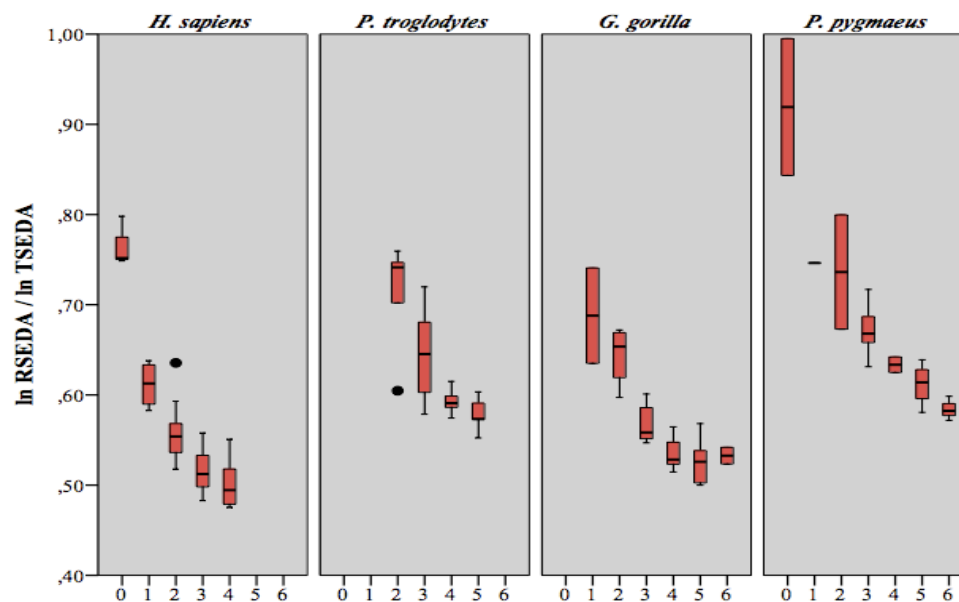 H. sapiens P. troglodytes G. gorilla P. pygmaeus
1,00
,90
,80
,70
,60
,50
,40
ln RSEDA / ln TSEDA
0 1 2 3 4 5 6 0 1 2 3 4 5 6 0 1 2 3 4 5 6 0 1 2 3 4 5 6